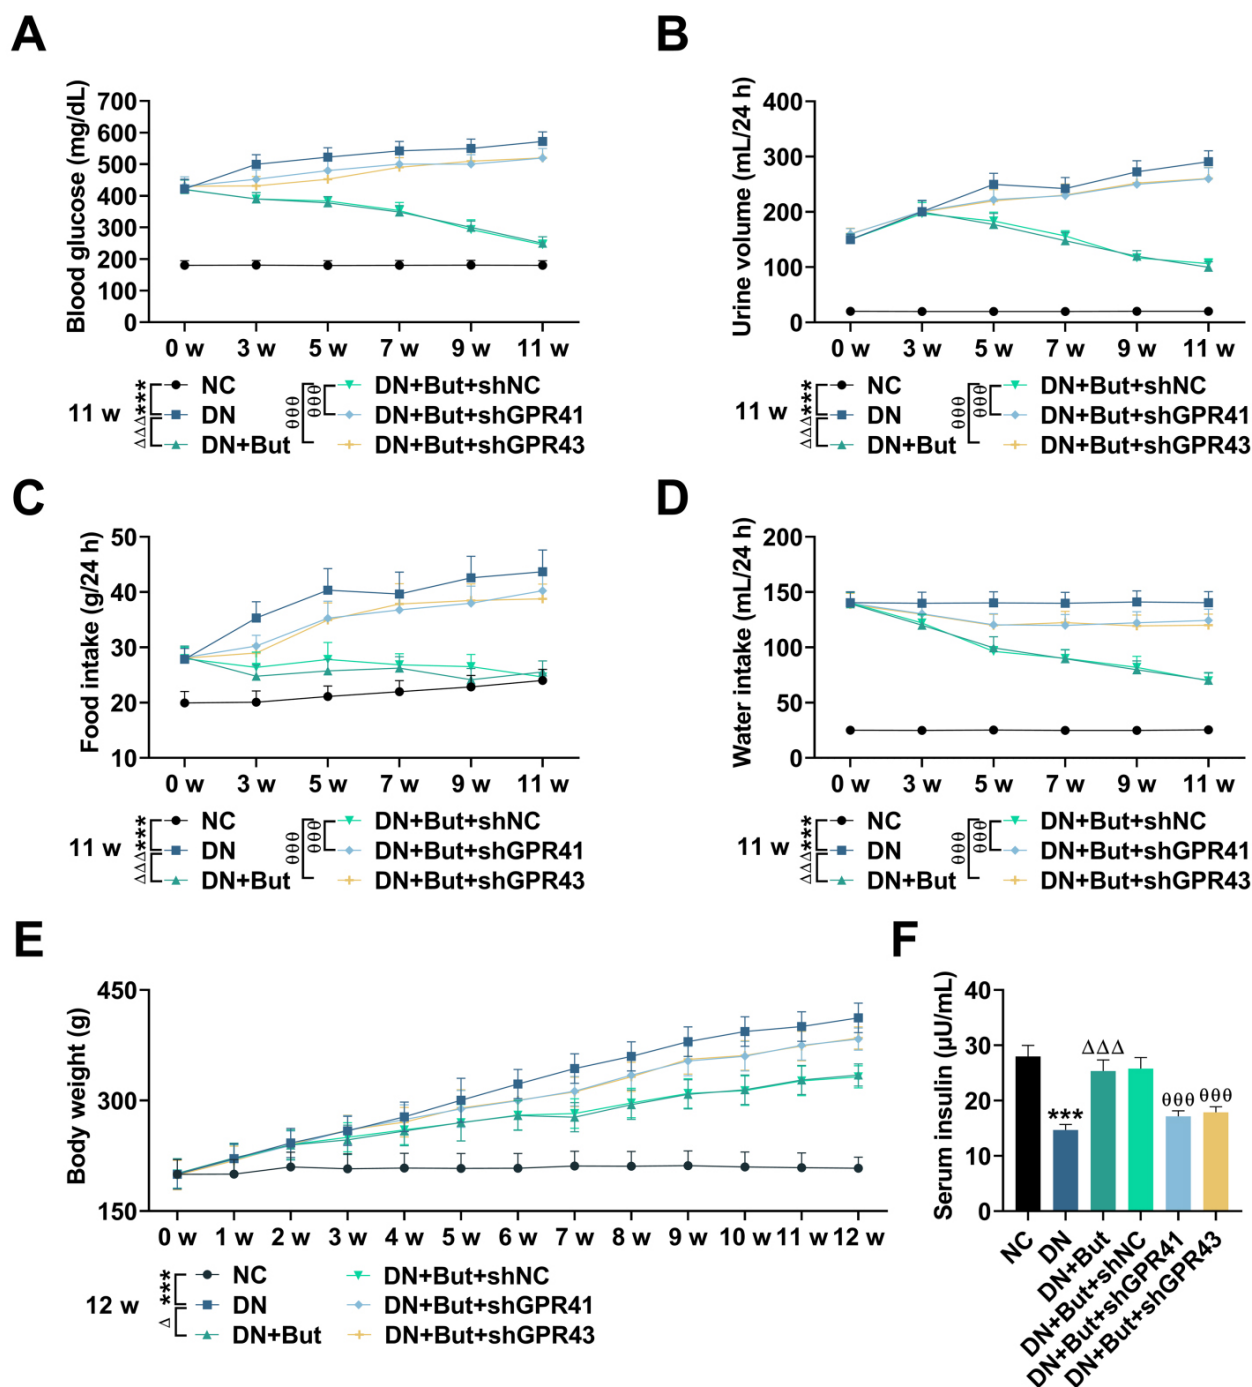 A
Blood glucose (mg/dL)
700
600
500
400
300
200
100
0
0 w 3 w 5 w 7 w 9 w 11 w
11 w
*** ΔΔΔ
NC
DN
DN+But
θθθ θθθ
DN+But+shNC
DN+But+shGPR41
DN+But+shGPR43
B
Urine volume (mL/24 h)
400
300
200
100
0
0 w 3 w 5 w 7 w 9 w 11 w
11 w
*** ΔΔΔ
NC
DN
DN+But
θθθ θθθ
DN+But+shNC
DN+But+shGPR41
DN+But+shGPR43
C
Food intake (g/24 h)
50
40
30
20
10
0 w 3 w 5 w 7 w 9 w 11 w
11 w
*** ΔΔΔ
NC
DN
DN+But
θθθ θθθ
DN+But+shNC
DN+But+shGPR41
DN+But+shGPR43
D
Water intake (mL/24 h)
200
150
100
50
0
0 w 3 w 5 w 7 w 9 w 11 w
11 w
*** ΔΔΔ
NC
DN
DN+But
θθθ θθθ
DN+But+shNC
DN+But+shGPR41
DN+But+shGPR43
E
Body weight (g)
450
300
150
0 w 1 w 2 w 3 w 4 w 5 w 6 w 7 w 8 w 9 w 10 w 11 w 12 w
12 w
*** Δ
NC
DN
DN+But
DN+But+shNC
DN+But+shGPR41
DN+But+shGPR43
F
Serum insulin (μU/mL)
40
30
20
10
0
***
ΔΔΔ
θθθ
θθθ
NC
DN
DN+But
DN+But+shNC
DN+But+shGPR41
DN+But+shGPR43